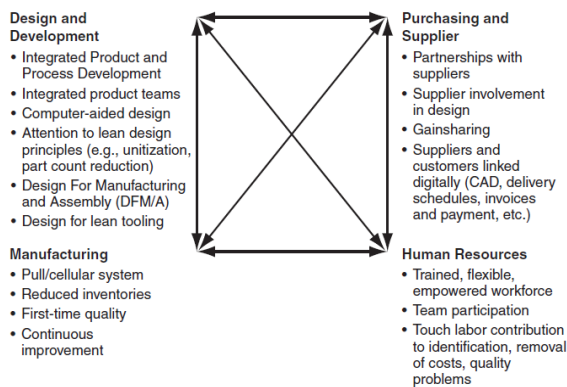 Design and
Development
• Integrated Product and
Process Development
• Integrated product teams
• Computer-aided design
• Attention to lean design
principles (e.g., unitization,
part count reduction)
• Design For Manufacturing
and Assembly (DFM/A)
• Design for lean tooling
Purchasing and
Supplier
• Partnerships with
suppliers
• Supplier involvement
in design
• Gainsharing
• Suppliers and
customers linked
digitally (CAD, delivery
schedules, invoices
and payment, etc.)
Manufacturing
• Pull/cellular system
• Reduced inventories
• First-time quality
• Continuous
improvement
Human Resources
• Trained, flexible,
empowered workforce
• Team participation
• Touch labor contribution
to identification, removal
of costs, quality
problems